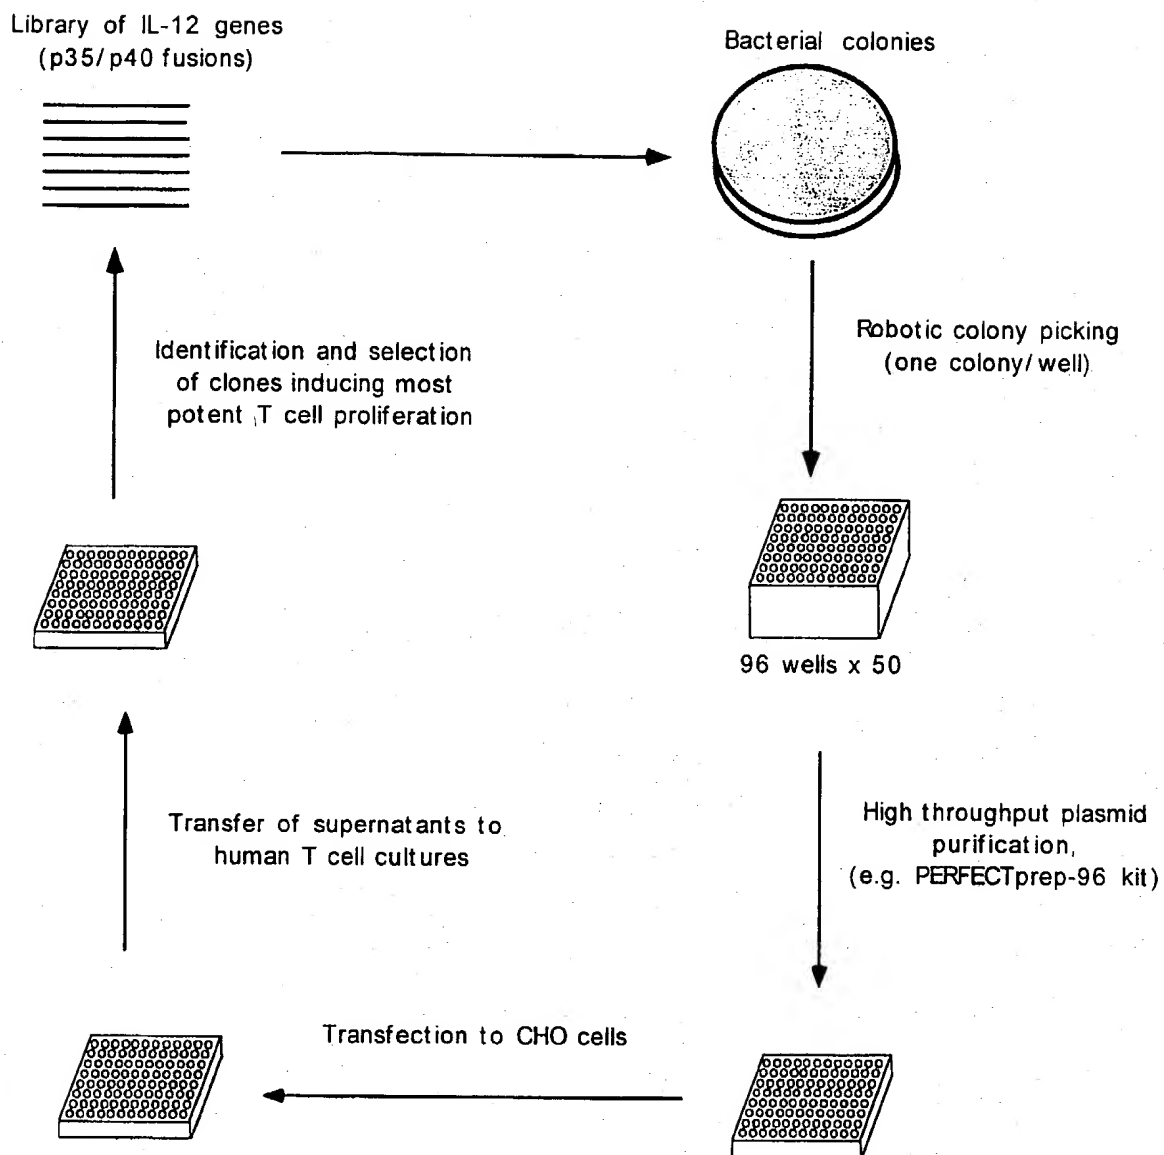 Library of IL-12 genes
(p35/p40 fusions)
Bacterial colonies
Robotic colony picking
(one colony/well)
96 wells x 50
High throughput plasmid
purification,
(e.g. PERFECTprep-96 kit)
Transfection to CHO cells
Transfer of supernatants to
human T cell cultures
Identification and selection
of clones inducing most
potent T cell proliferation